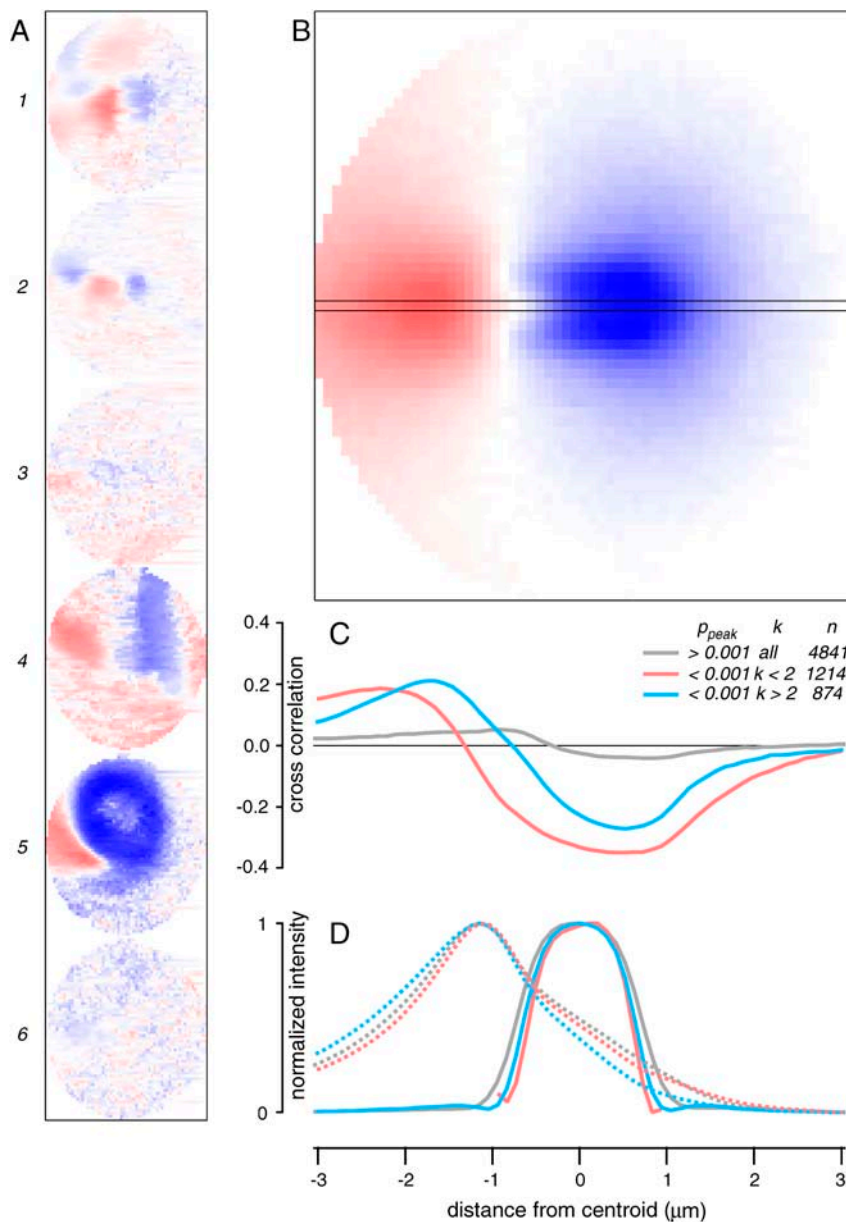 A
B
1
2
3
4
5
6
C
p_peak k n
> 0.001 all 4841
< 0.001 k < 2 1214
< 0.001 k > 2 874
0.4
0.2
0.0
-0.2
-0.4
cross correlation
D
1
0
normalized intensity
-3 -2 -1 0 1 2 3
distance from centroid (μm)